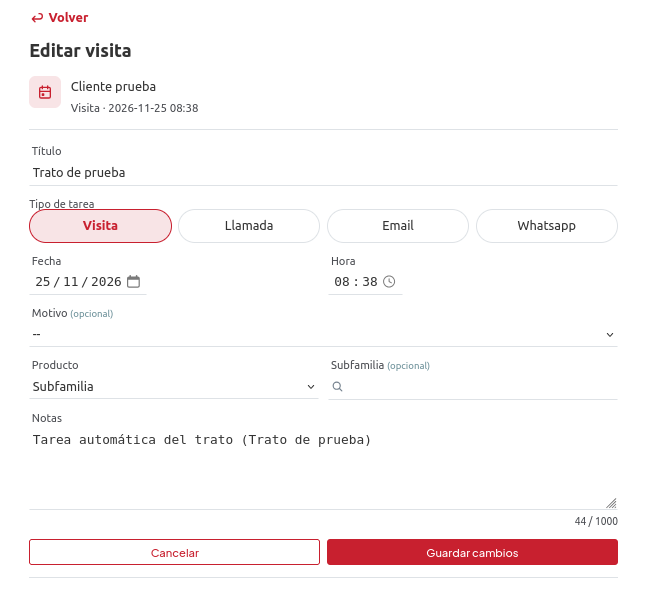 Volver
Editar visita
Cliente prueba
Visita · 2026-11-25 08:38
Título
Trato de prueba
Tipo de tarea
Visita Llamada Email Whatsapp
Fecha Hora
25/11/2026 08:38
Motivo (opcional)
--
Producto Subfamilia (opcional)
Subfamilia
Notas
Tarea automática del trato (Trato de prueba)
44 / 1000
Cancelar Guardar cambios